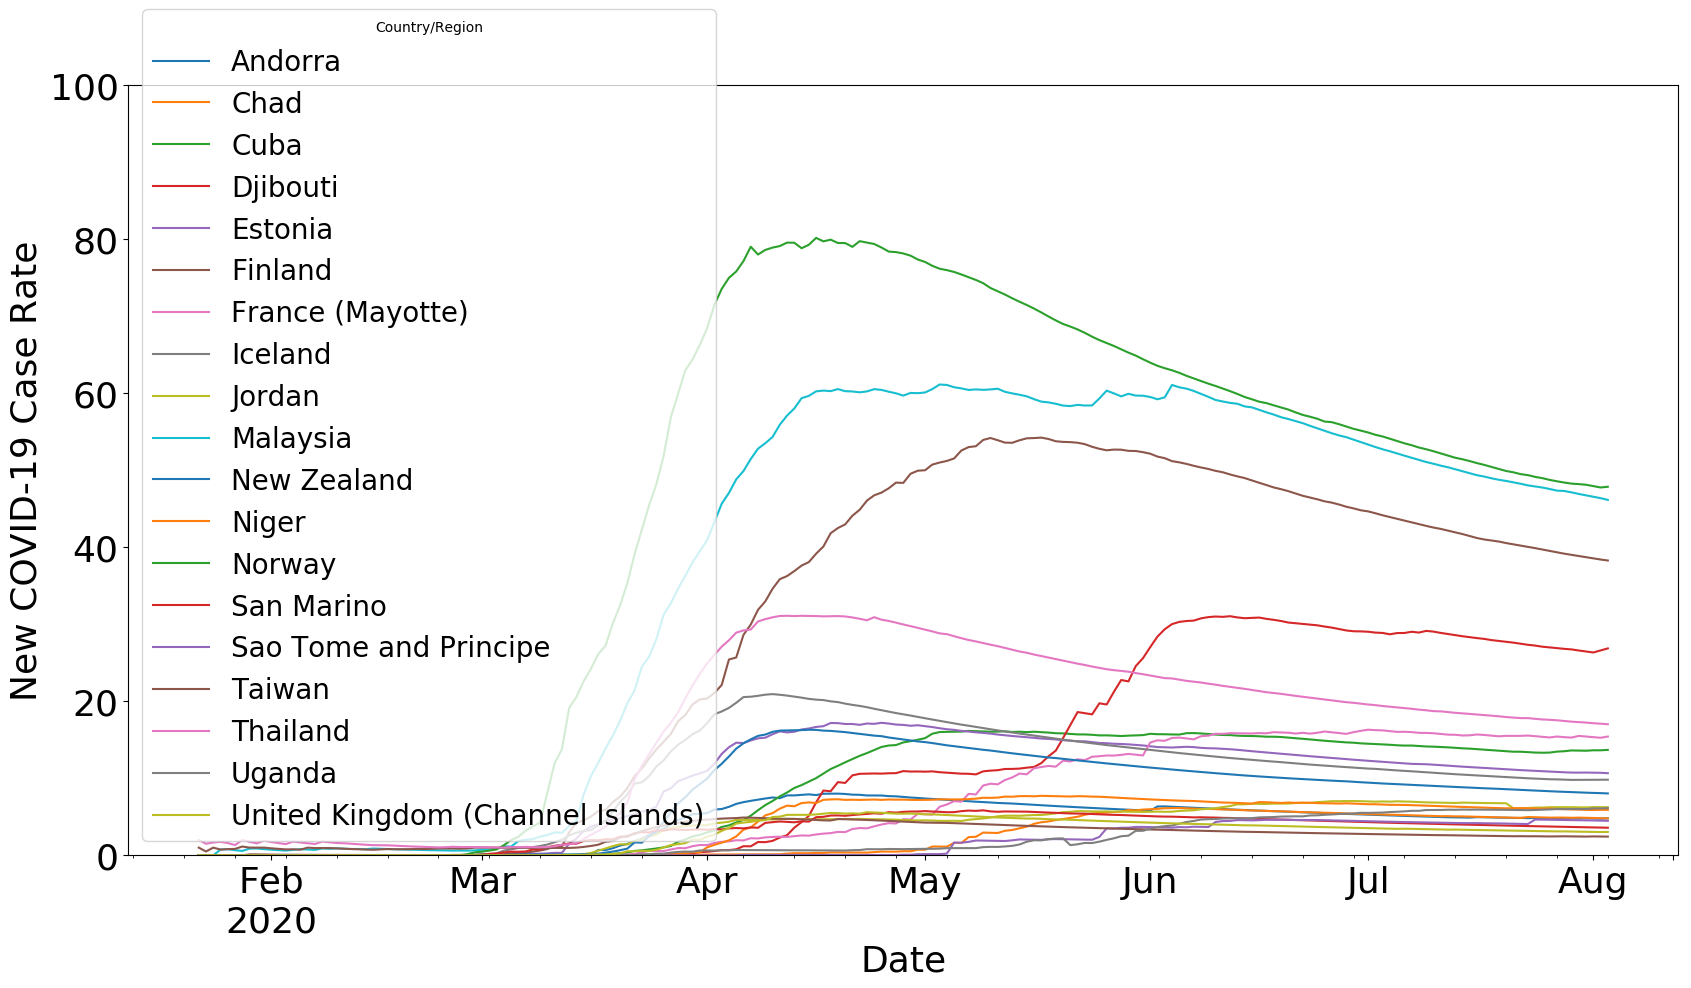 Country/Region
Andorra
Chad
Cuba
Djibouti
Estonia
Finland
France (Mayotte)
Iceland
Jordan
Malaysia
New Zealand
Niger
Norway
San Marino
Sao Tome and Principe
Taiwan
Thailand
Uganda
United Kingdom (Channel Islands)
100
80
60
40
20
0
New COVID-19 Case Rate
Feb Mar Apr May Jun Jul Aug
2020
Date